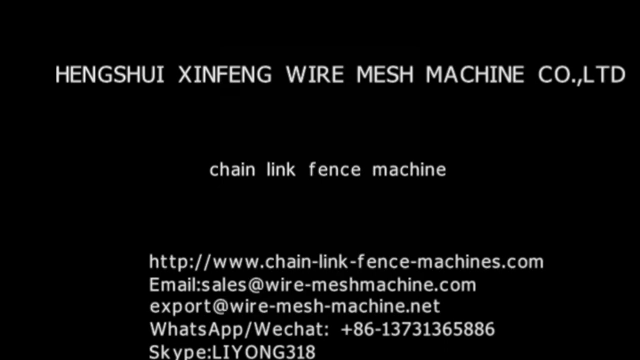 HENGSHUI XINFENG WIRE MESH MACHINE CO.,LTD
chain link fence machine
http://www.chain-link-fence-machines.com
Email:sales@wire-meshmachine.com
export@wire-mesh-machine.net
WhatsApp/Wechat: +86-13731365886
Skype:LIYONG318